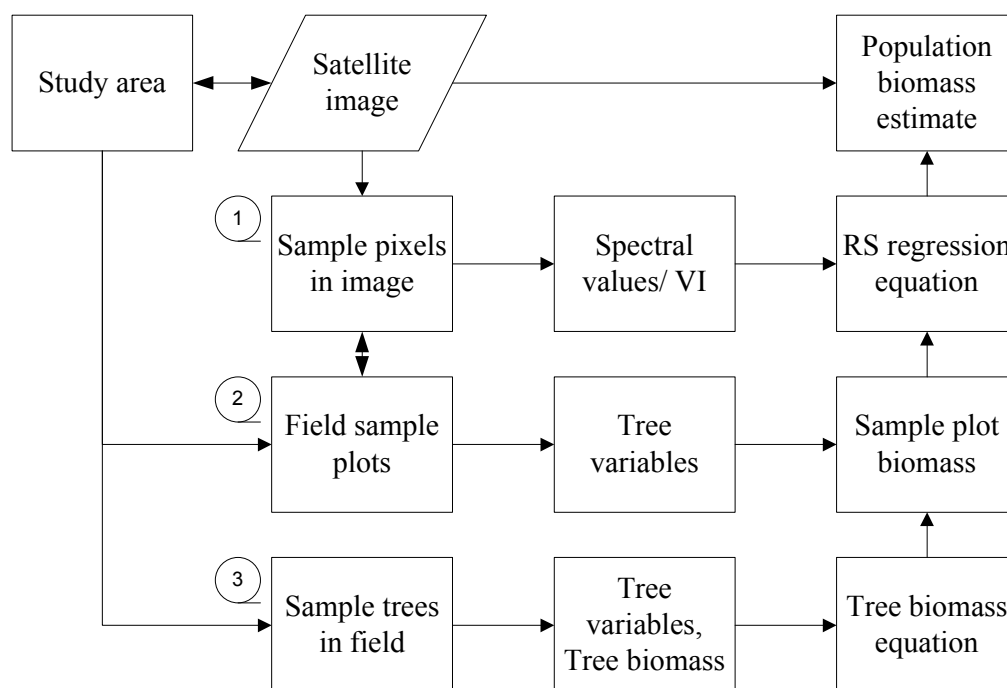 Study area
Satellite
image
Population
biomass
estimate
1
Sample pixels
in image
Spectral
values/ VI
RS regression
equation
2
Field sample
plots
Tree
variables
Sample plot
biomass
3
Sample trees
in field
Tree
variables,
Tree biomass
Tree biomass
equation